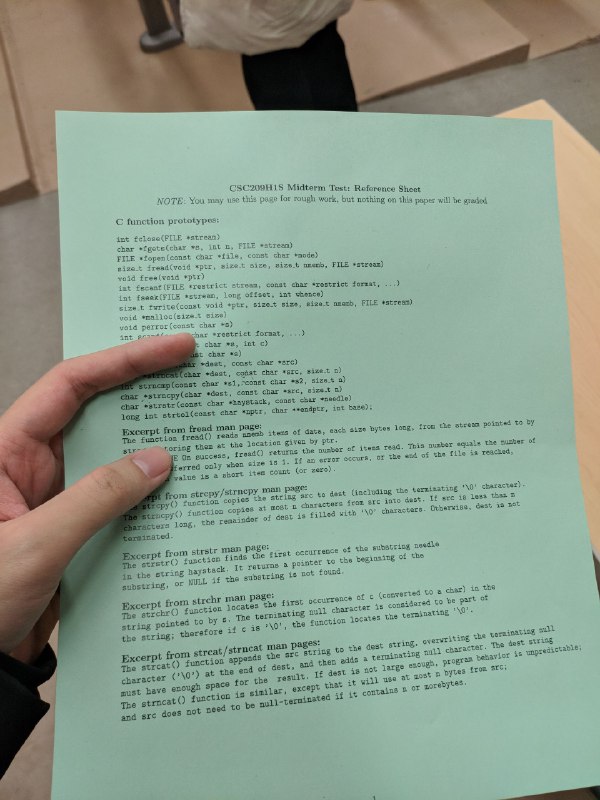 CSC209H1S Midterm Test: Reference Sheet
NOTE: You may use this page for rough work, but nothing on this paper will be graded.
C function prototypes:
int fclose(FILE *stream)
char *fgets(char *s, int n, FILE *stream)
FILE *fopen(const char *file, const char *mode)
size_t fread(void *ptr, size_t size, size_t nmemb, FILE *stream)
void free(void *ptr)
int fscanf(FILE *restrict stream, const char *restrict format, ...)
int fseek(FILE *stream, long offset, int whence)
size_t fwrite(const void *ptr, size_t size, size_t nmemb, FILE *stream)
void *malloc(size_t size)
void perror(const char *s)
int scanf(const char *restrict format, ...)
char *s, int c)
char *s)
*dest, const char *src)
*strncat(char *dest, const char *src, size_t n)
int strncmp(const char *s1, const char *s2, size_t n)
char *strncpy(char *dest, const char *src, size_t n)
char *strstr(const char *haystack, const char *needle)
long int strtol(const char *nptr, char **endptr, int base);
Excerpt from fread man page:
The function fread() reads nmemb items of data, each size bytes long, from the stream pointed to by
storing them at the location given by ptr.
On success, fread() returns the number of items read. This number equals the number of
ferred only when size is 1. If an error occurs, or the end of the file is reached,
value is a short item count (or zero).
from strcpy/strncpy man page:
strcpy() function copies the string src to dest (including the terminating '\0' character).
The strncpy() function copies at most n characters from src into dest. If src is less than n
characters long, the remainder of dest is filled with '\0' characters. Otherwise, dest is not
terminated.
Excerpt from strstr man page:
The strstr() function finds the first occurrence of the substring needle
in the string haystack. It returns a pointer to the beginning of the
substring, or NULL if the substring is not found.
Excerpt from strchr man page:
The strchr() function locates the first occurrence of c (converted to a char) in the
string pointed to by s. The terminating null character is considered to be part of
the string; therefore if c is '\0', the function locates the terminating '\0'.
Excerpt from strcat/strncat man pages:
The strcat() function appends the src string to the dest string, overwriting the terminating null
character ('\0') at the end of dest, and then adds a terminating null character. The dest string
must have enough space for the result. If dest is not large enough, program behavior is unpredictable;
The strncat() function is similar, except that it will use at most n bytes from src;
and src does not need to be null-terminated if it contains n or morebytes.
1